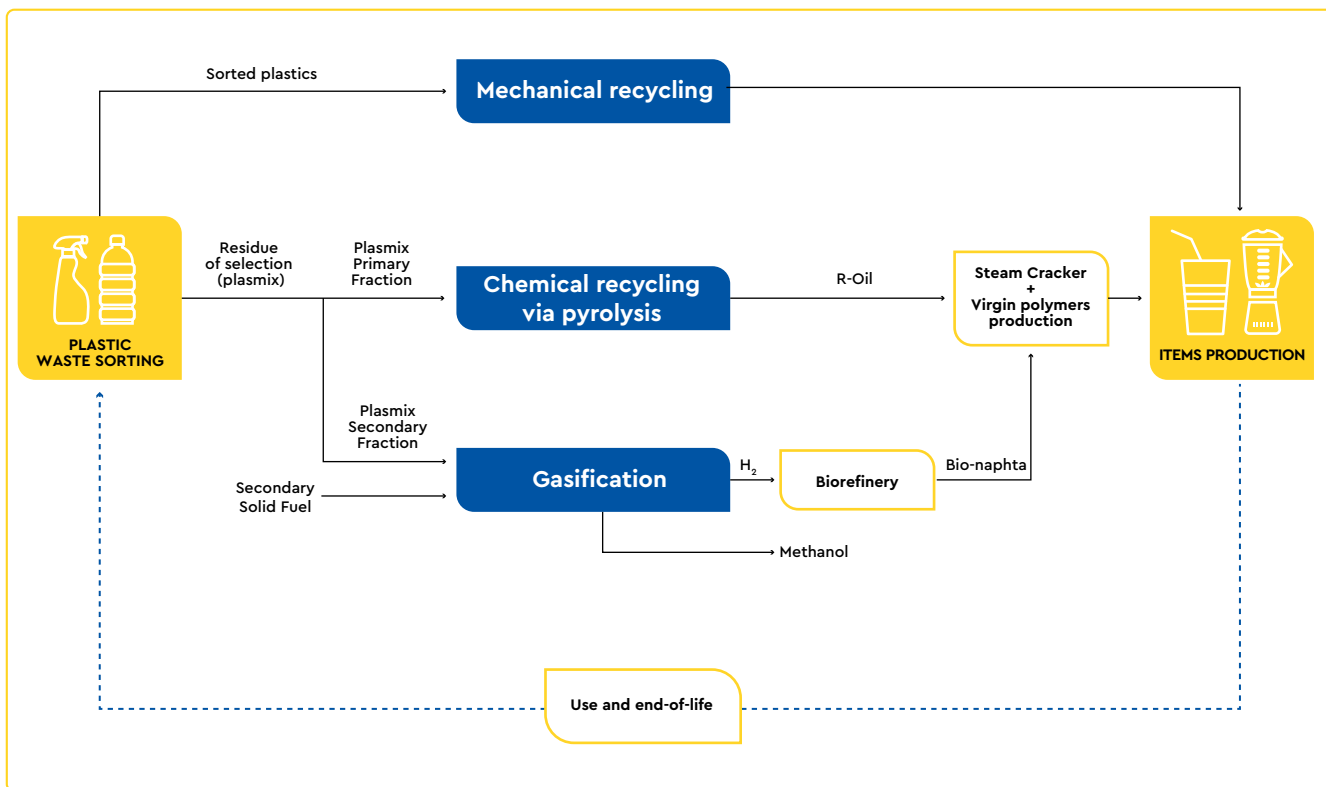 Sorted plastics
Mechanical recycling
PLASTIC
WASTE SORTING
Residue
of selection
(plasmix)
Plasmix
Primary
Fraction
Chemical recycling
via pyrolysis
R-Oil
Steam Cracker
+
Virgin polymers
production
ITEMS PRODUCTION
Plasmix
Secondary
Fraction
Secondary
Solid Fuel
Gasification
H₂
Biorefinery
Bio-naphta
Methanol
Use and end-of-life